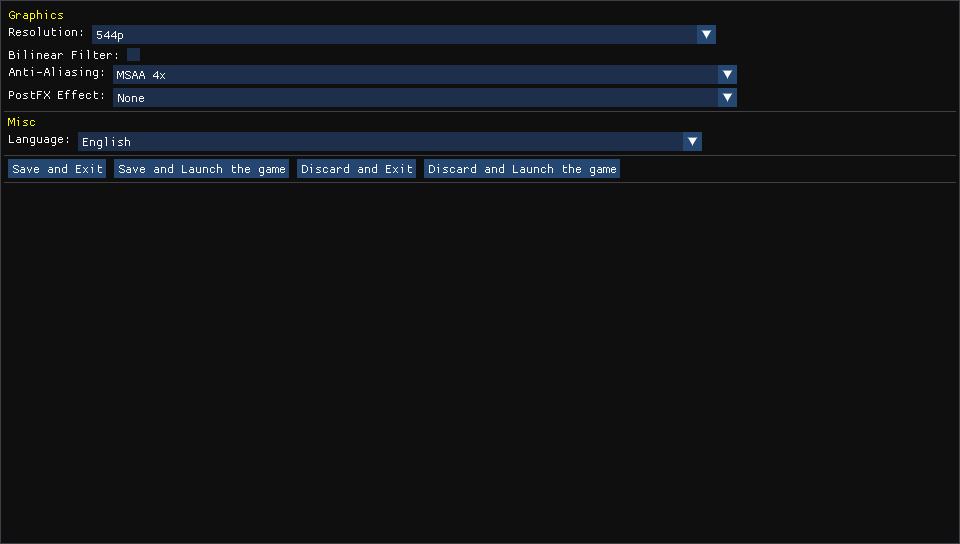 Graphics
Resolution: 544p
Bilinear Filter:
Anti-Aliasing: MSAA 4x
PostFX Effect: None
Misc
Language: English
Save and Exit Save and Launch the game Discard and Exit Discard and Launch the game